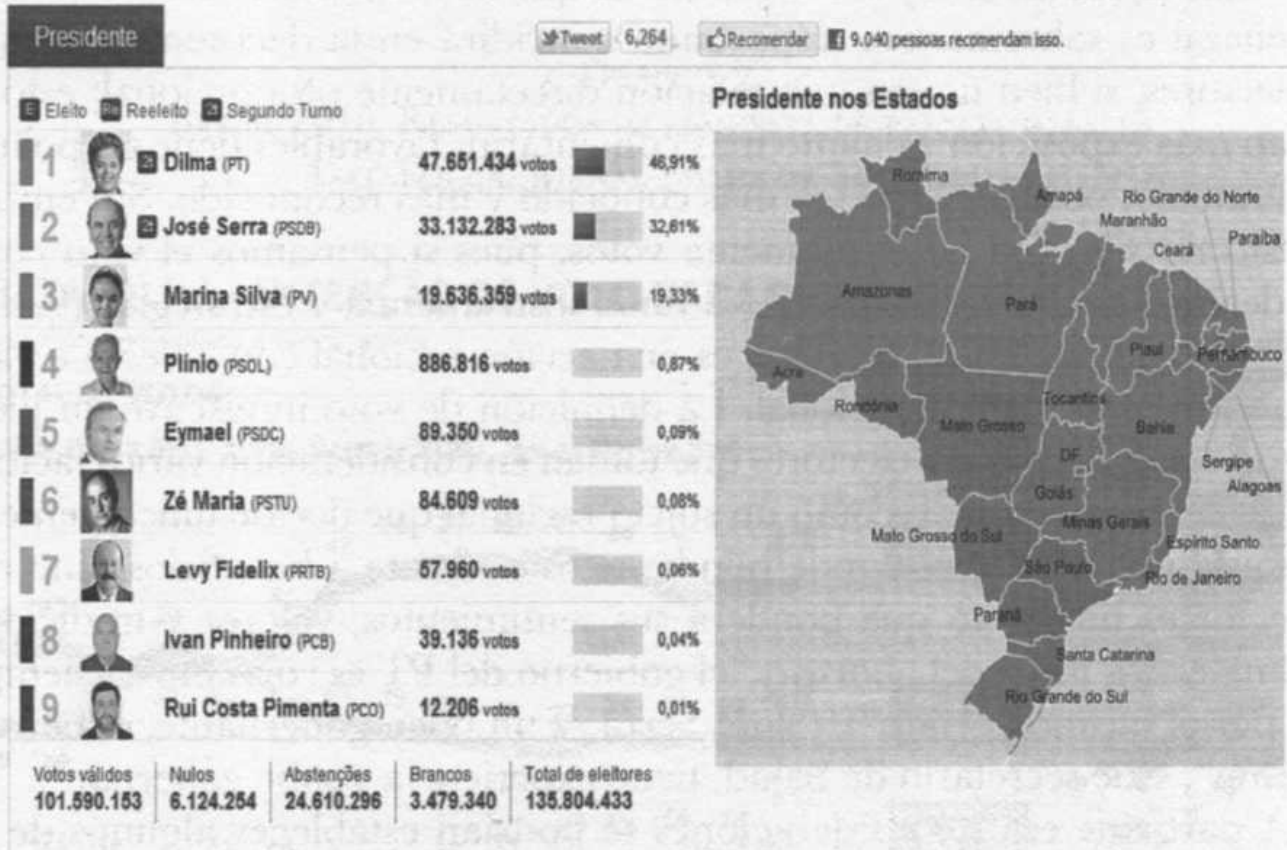 Presidente
Tweet 6,264 Recomendar 9.040 pessoas recomendam isso.
E Eleito Re Reeleito 2t Segundo Turno
Presidente nos Estados
1 Dilma (PT) 47.651.434 votos 46,91%
2 José Serra (PSDB) 33.132.283 votos 32,61%
3 Marina Silva (PV) 19.636.359 votos 19,33%
4 Plinio (PSOL) 886.816 votos 0,87%
5 Eymael (PSDC) 89.350 votos 0,09%
6 Zé Maria (PSTU) 84.609 votos 0,08%
7 Levy Fidelix (PRTB) 57.960 votos 0,06%
8 Ivan Pinheiro (PCB) 39.136 votos 0,04%
9 Rui Costa Pimenta (PCO) 12.206 votos 0,01%
Votos válidos Nulos Abstenções Brancos Total de eleitores
101.590.153 6.124.254 24.610.296 3.479.340 135.804.433
Roraima
Amapá
Rio Grande do Norte
Maranhão
Paraíba
Ceará
Amazonas
Pará
Piauí
Pernambuco
Acre
Rondônia
Tocantins
Mato Grosso
Bahia
DF
Sergipe
Goiás
Alagoas
Minas Gerais
Mato Grosso do Sul
Espírito Santo
São Paulo
Rio de Janeiro
Paraná
Santa Catarina
Rio Grande do Sul